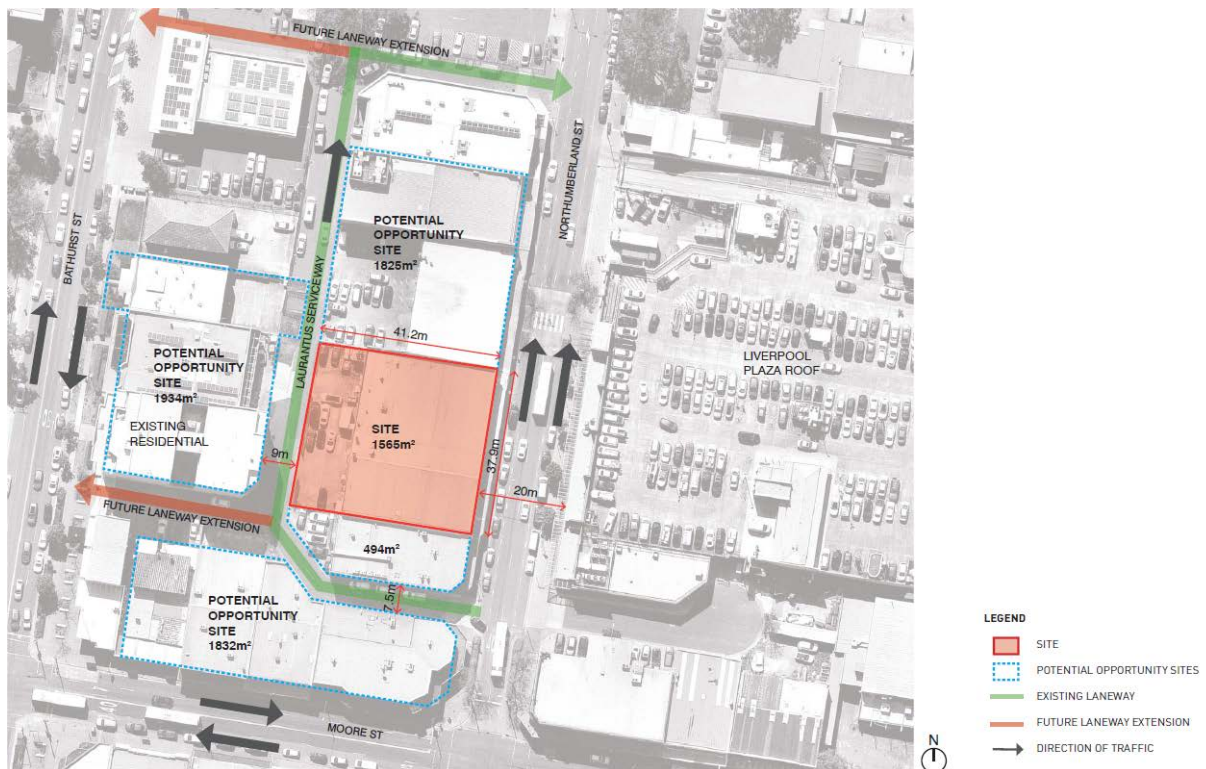 FUTURE LANEWAY EXTENSION
NORTHUMBERLAND ST
POTENTIAL
OPPORTUNITY
SITE
1825m²
BATHURST ST
LAURANTUS SERVICEWAY
41.2m
POTENTIAL
OPPORTUNITY
SITE
1934m²
EXISTING
RESIDENTIAL
LIVERPOOL
PLAZA ROOF
SITE
1565m²
37.9m
9m
20m
FUTURE LANEWAY EXTENSION
494m²
7.5m
POTENTIAL
OPPORTUNITY
SITE
1832m²
MOORE ST
N
LEGEND
SITE
POTENTIAL OPPORTUNITY SITES
EXISTING LANEWAY
FUTURE LANEWAY EXTENSION
DIRECTION OF TRAFFIC